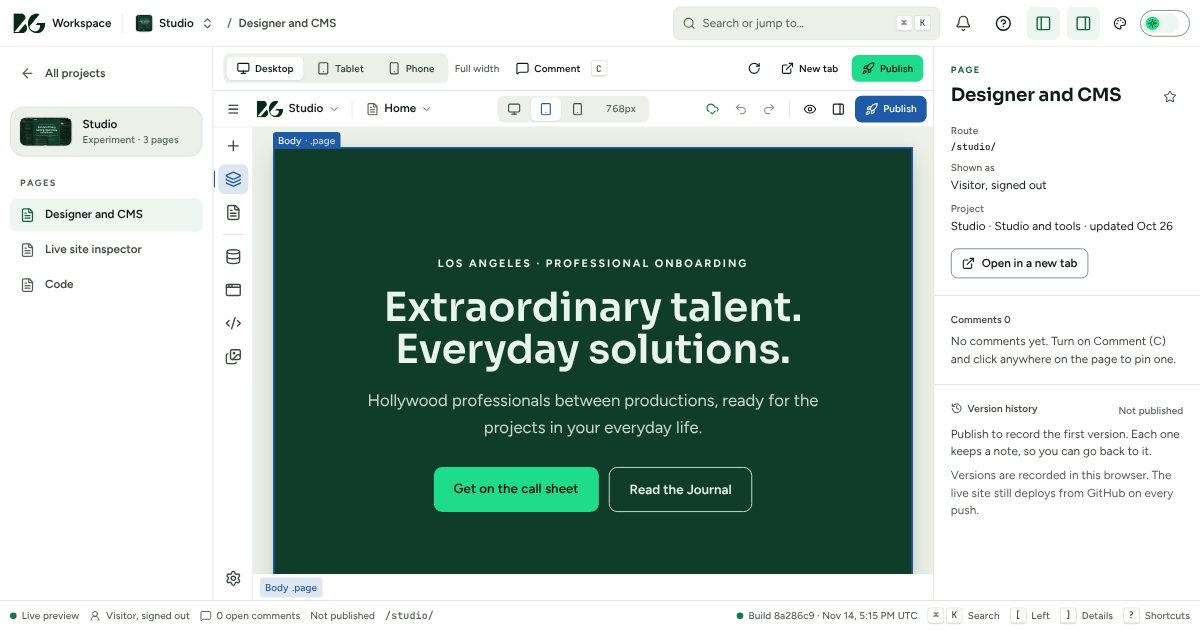 Workspace
Studio
/ Designer and CMS
Search or jump to...
⌘ K
All projects
Studio
Experiment · 3 pages
PAGES
Designer and CMS
Live site inspector
Code
Desktop
Tablet
Phone
Full width
Comment
C
New tab
Publish
Studio
Home
768px
Publish
Body · .page
LOS ANGELES · PROFESSIONAL ONBOARDING
Extraordinary talent.
Everyday solutions.
Hollywood professionals between productions, ready for the
projects in your everyday life.
Get on the call sheet
Read the Journal
Body .page
PAGE
Designer and CMS
Route
/studio/
Shown as
Visitor, signed out
Project
Studio · Studio and tools · updated Oct 26
Open in a new tab
Comments 0
No comments yet. Turn on Comment (C)
and click anywhere on the page to pin one.
Version history
Not published
Publish to record the first version. Each one
keeps a note, so you can go back to it.
Versions are recorded in this browser. The
live site still deploys from GitHub on every
push.
Live preview
Visitor, signed out
0 open comments
Not published
/studio/
Build 8a286c9 · Nov 14, 5:15 PM UTC
⌘ K Search
[ Left
] Details
? Shortcuts